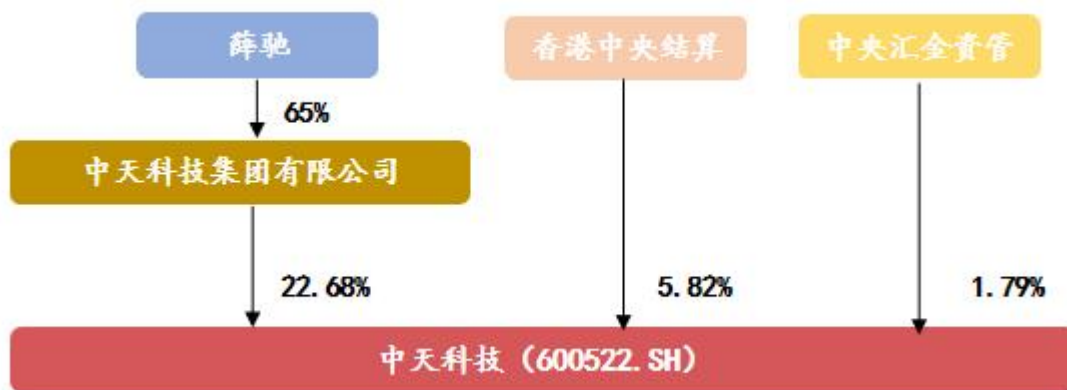 薛驰
香港中央结算
中央汇金资管
65%
中天科技集团有限公司
22.68%
5.82%
1.79%
中天科技（600522.SH）